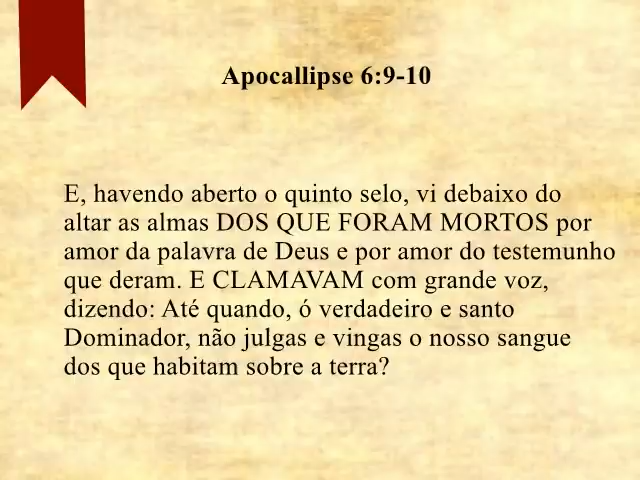 Apocallipse 6:9-10
E, havendo aberto o quinto selo, vi debaixo do
altar as almas DOS QUE FORAM MORTOS por
amor da palavra de Deus e por amor do testemunho
que deram. E CLAMAVAM com grande voz,
dizendo: Até quando, ó verdadeiro e santo
Dominador, não julgas e vingas o nosso sangue
dos que habitam sobre a terra?